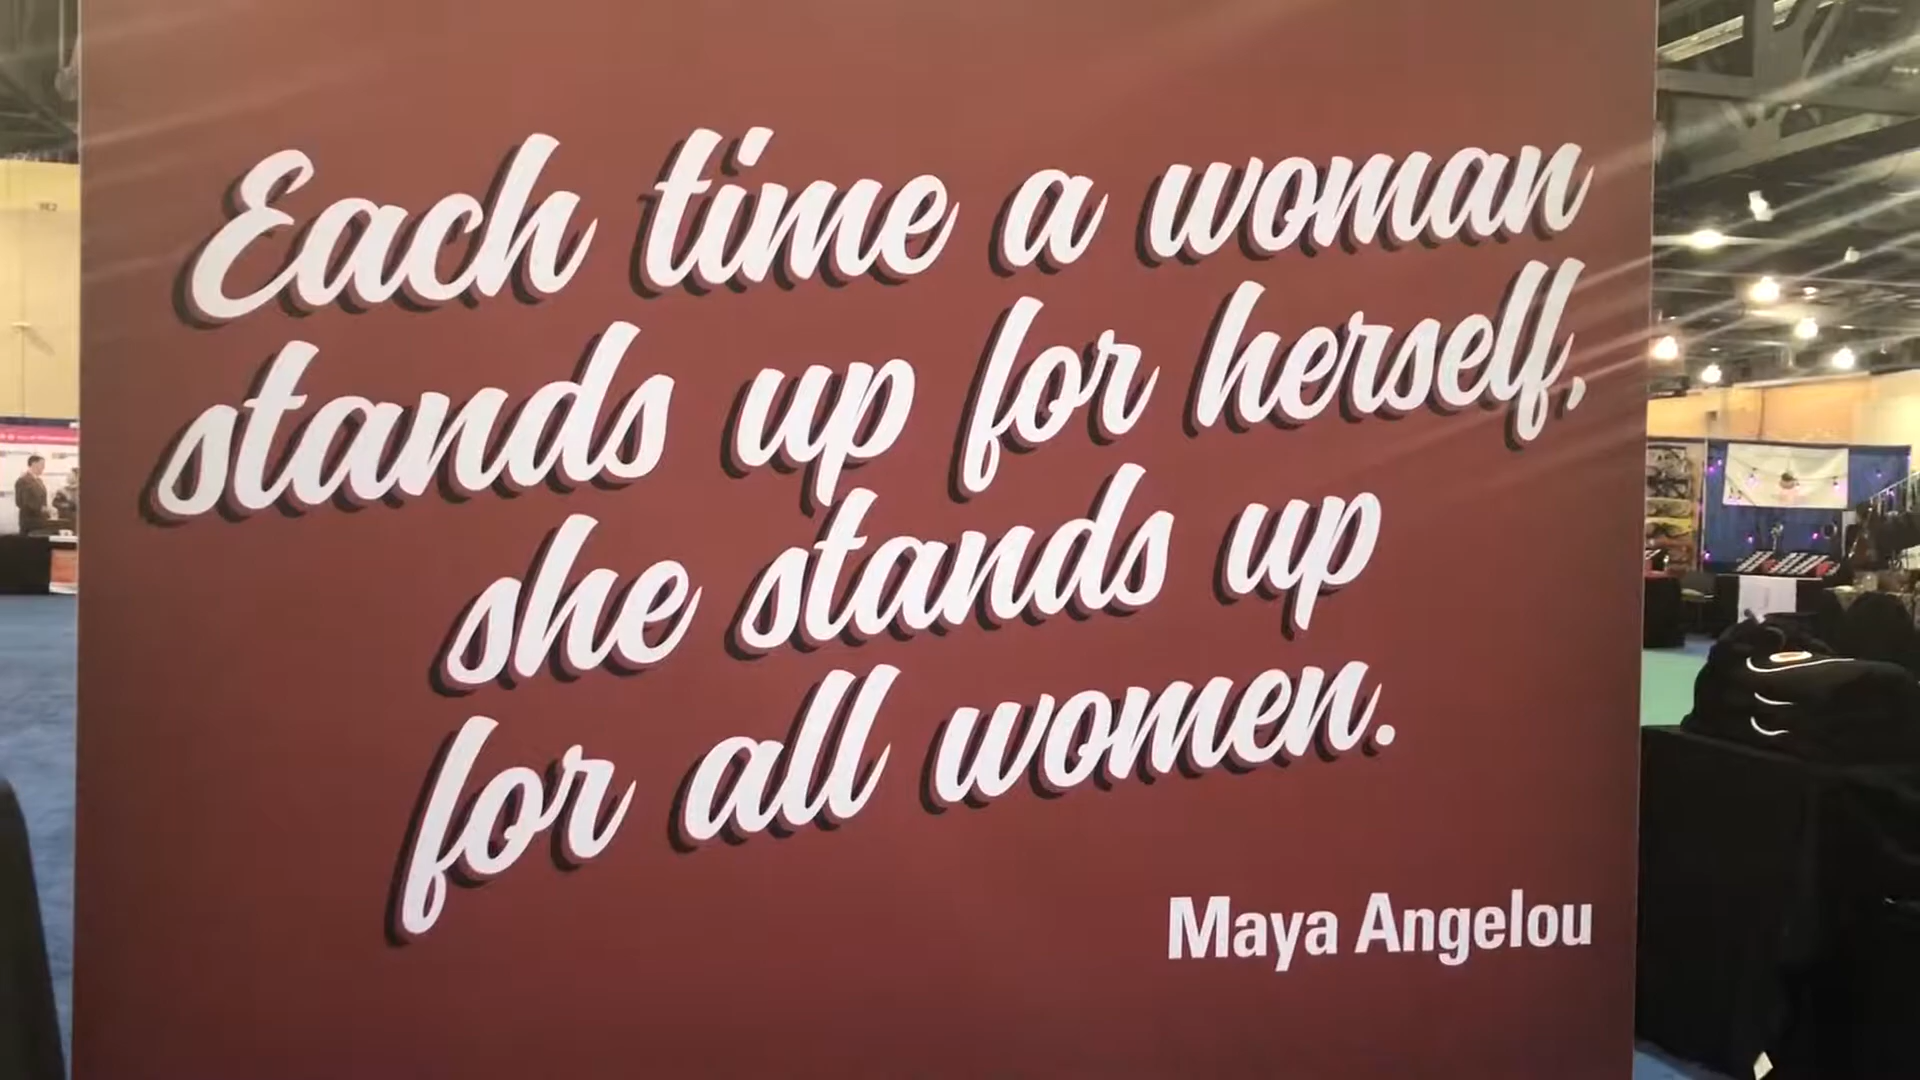 Each time a woman
stands up for herself,
she stands up
for all women.
Maya Angelou